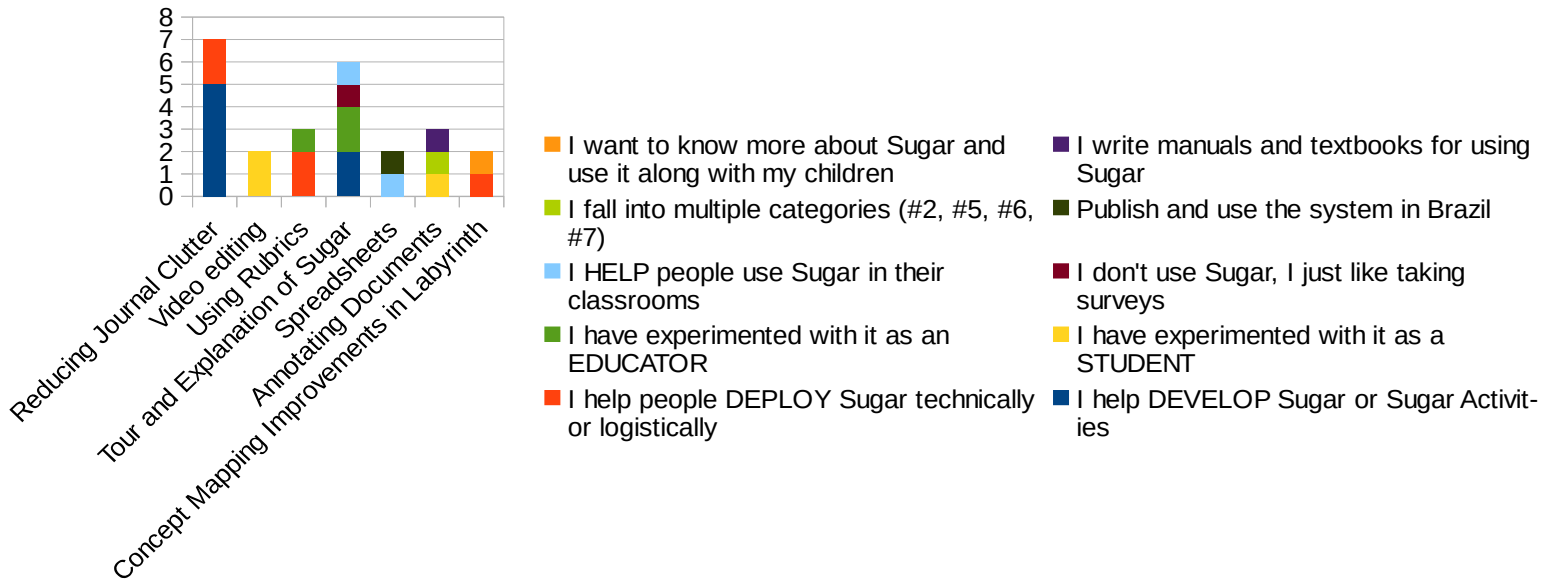 8
7
6
5
4
3
2
1
0
Reducing Journal Clutter
Video editing
Using Rubrics
Tour and Explanation of Sugar
Spreadsheets
Annotating Documents
Concept Mapping Improvements in Labyrinth
I want to know more about Sugar and
use it along with my children
I write manuals and textbooks for using
Sugar
I fall into multiple categories (#2, #5, #6,
#7)
Publish and use the system in Brazil
I HELP people use Sugar in their
classrooms
I don't use Sugar, I just like taking
surveys
I have experimented with it as an
EDUCATOR
I have experimented with it as a
STUDENT
I help people DEPLOY Sugar technically
or logistically
I help DEVELOP Sugar or Sugar Activit-
ies